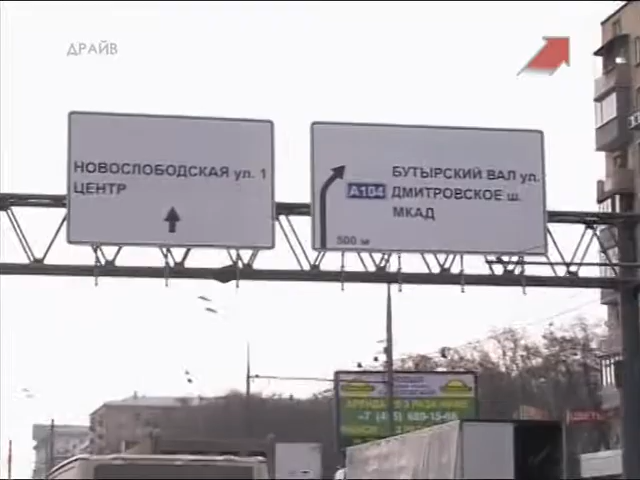 ДРАЙВ
НОВОСЛОБОДСКАЯ ул. 1
ЦЕНТР
БУТЫРСКИЙ ВАЛ ул.
А104 ДМИТРОВСКОЕ ш.
МКАД
500 м